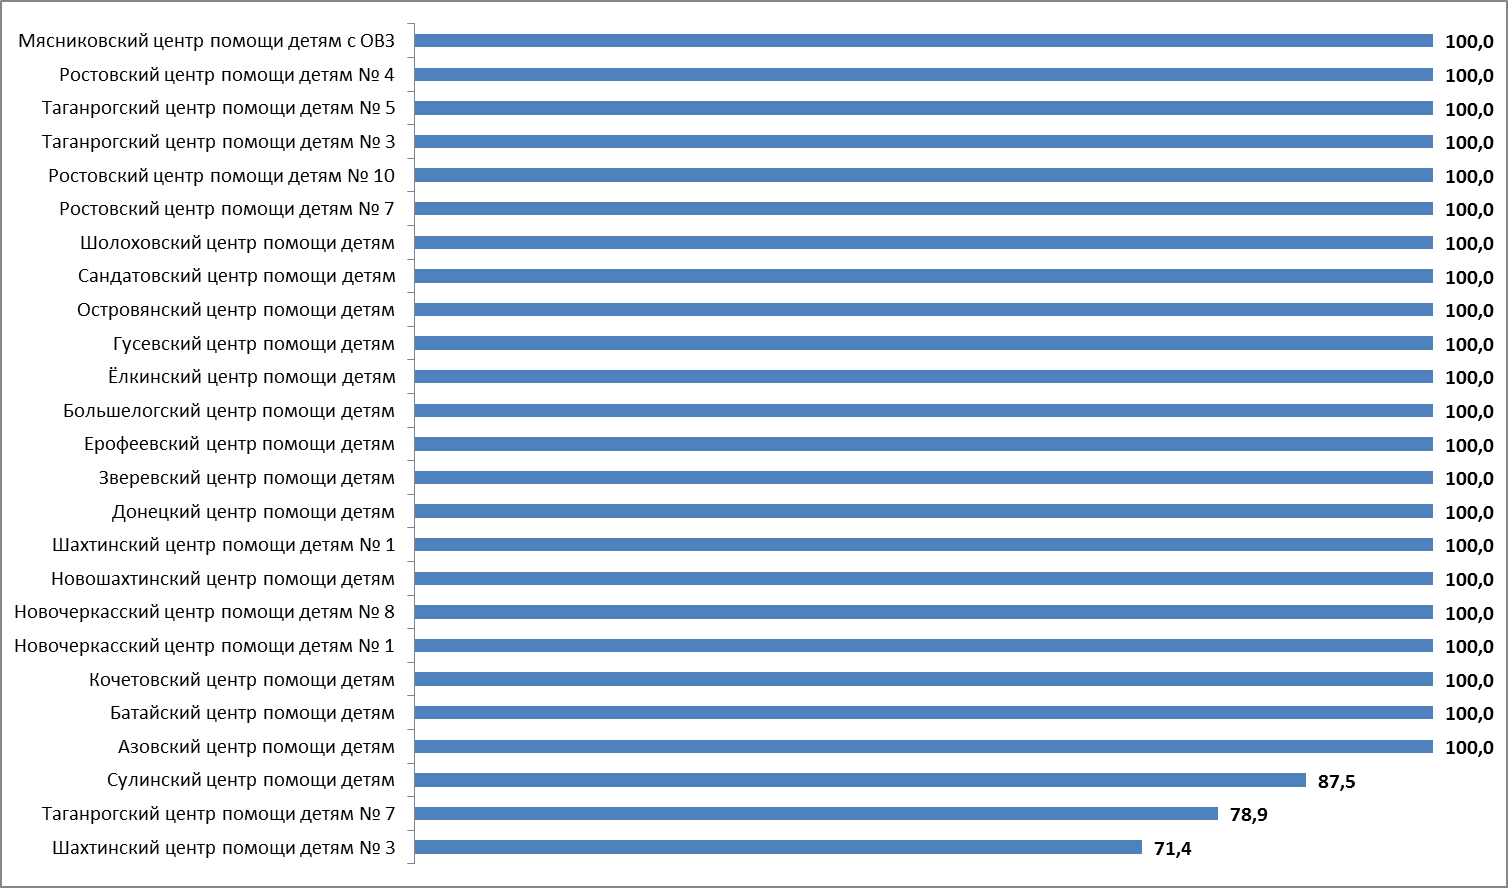 Мясниковский центр помощи детям с ОВЗ 100,0
Ростовский центр помощи детям № 4 100,0
Таганрогский центр помощи детям № 5 100,0
Таганрогский центр помощи детям № 3 100,0
Ростовский центр помощи детям № 10 100,0
Ростовский центр помощи детям № 7 100,0
Шолоховский центр помощи детям 100,0
Сандатовский центр помощи детям 100,0
Островянский центр помощи детям 100,0
Гусевский центр помощи детям 100,0
Ёлкинский центр помощи детям 100,0
Большелогский центр помощи детям 100,0
Ерофеевский центр помощи детям 100,0
Зверевский центр помощи детям 100,0
Донецкий центр помощи детям 100,0
Шахтинский центр помощи детям № 1 100,0
Новошахтинский центр помощи детям 100,0
Новочеркасский центр помощи детям № 8 100,0
Новочеркасский центр помощи детям № 1 100,0
Кочетовский центр помощи детям 100,0
Батайский центр помощи детям 100,0
Азовский центр помощи детям 100,0
Сулинский центр помощи детям 87,5
Таганрогский центр помощи детям № 7 78,9
Шахтинский центр помощи детям № 3 71,4